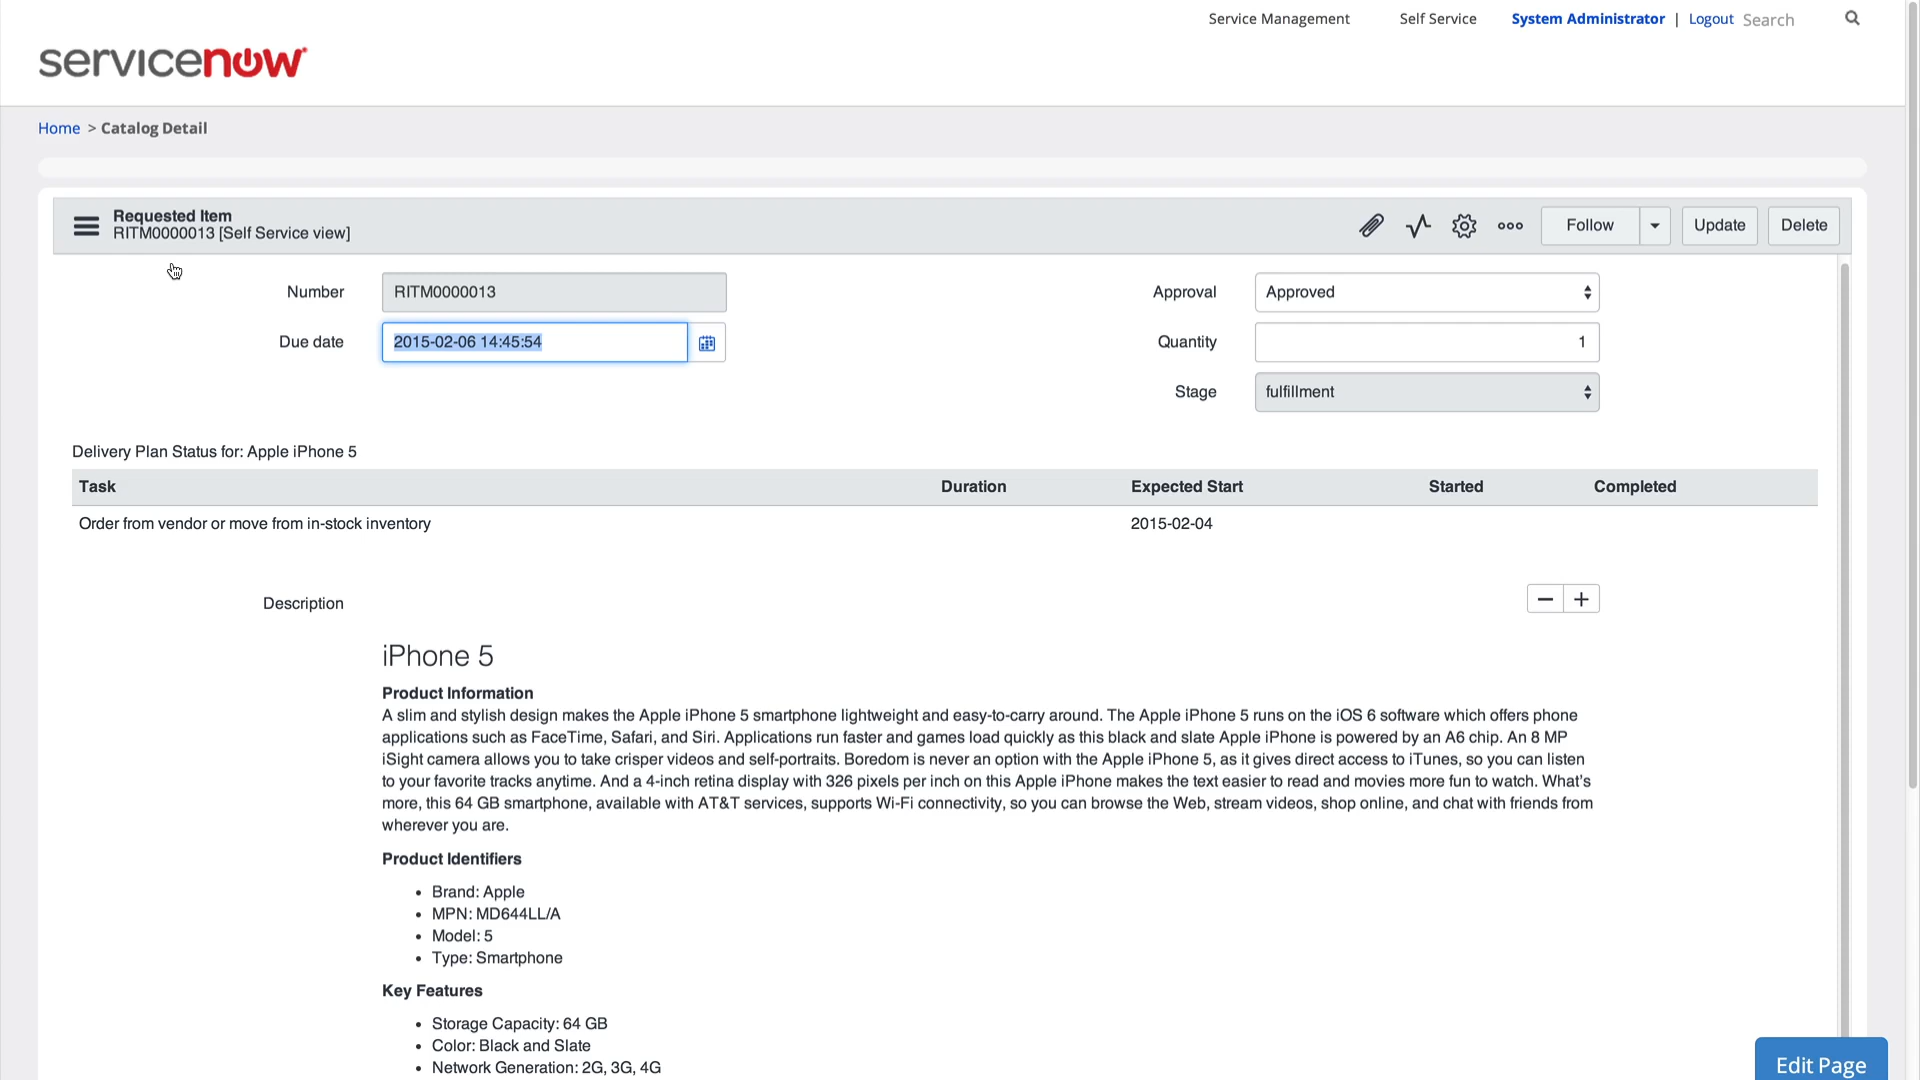 Service Management Self Service System Administrator | Logout Search
servicenow
Home > Catalog Detail
Requested Item
RITM0000013 [Self Service view]
Follow Update Delete
Number RITM0000013 Approval Approved
Due date 2015-02-06 14:45:54 Quantity 1
Stage fulfillment
Delivery Plan Status for: Apple iPhone 5
Task Duration Expected Start Started Completed
Order from vendor or move from in-stock inventory 2015-02-04
Description
iPhone 5
Product Information
A slim and stylish design makes the Apple iPhone 5 smartphone lightweight and easy-to-carry around. The Apple iPhone 5 runs on the iOS 6 software which offers phone
applications such as FaceTime, Safari, and Siri. Applications run faster and games load quickly as this black and slate Apple iPhone is powered by an A6 chip. An 8 MP
iSight camera allows you to take crisper videos and self-portraits. Boredom is never an option with the Apple iPhone 5, as it gives direct access to iTunes, so you can listen
to your favorite tracks anytime. And a 4-inch retina display with 326 pixels per inch on this Apple iPhone makes the text easier to read and movies more fun to watch. What's
more, this 64 GB smartphone, available with AT&T services, supports Wi-Fi connectivity, so you can browse the Web, stream videos, shop online, and chat with friends from
wherever you are.
Product Identifiers
• Brand: Apple
• MPN: MD644LL/A
• Model: 5
• Type: Smartphone
Key Features
• Storage Capacity: 64 GB
• Color: Black and Slate
• Network Generation: 2G, 3G, 4G
Edit Page